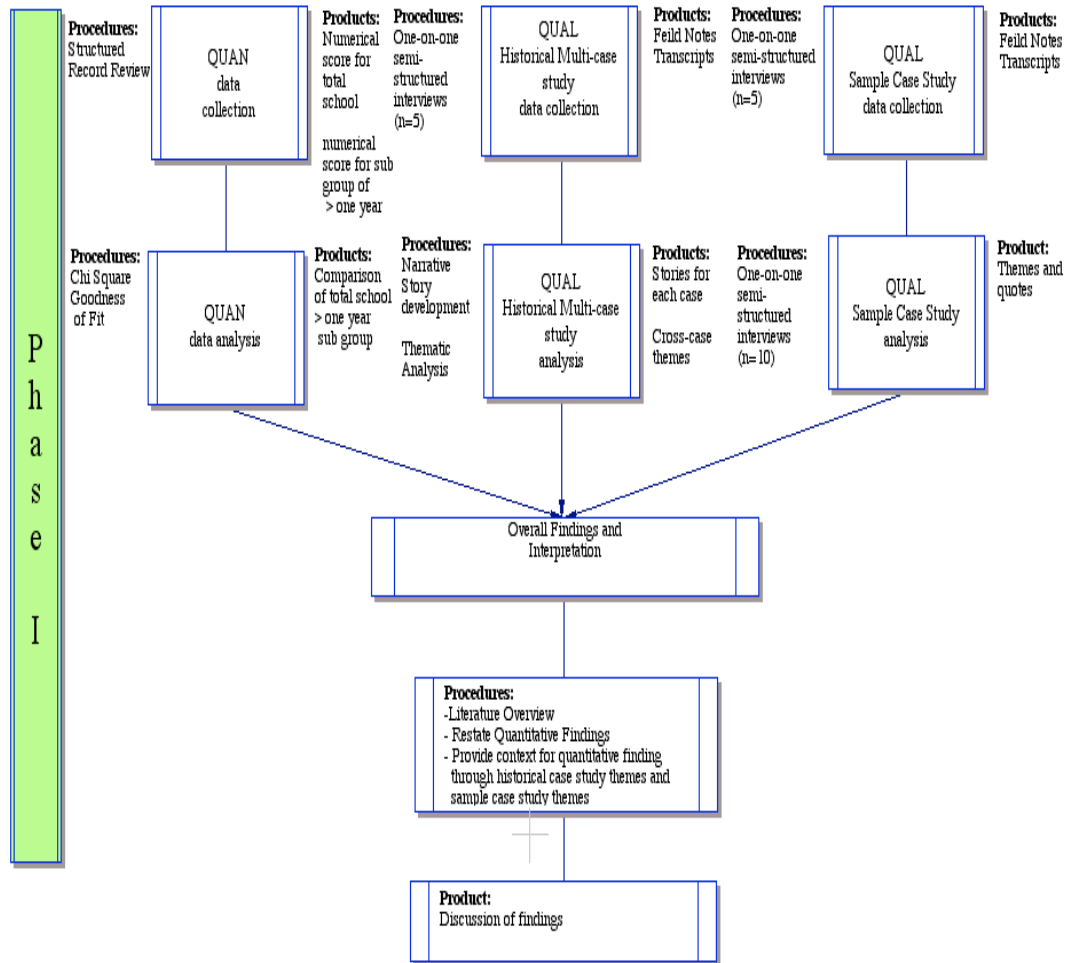 Phase I
Procedures:
Structured
Record Review
QUAN
data
collection
Products:
Numerical
score for
total
school
numerical
score for sub
group of
> one year
Procedures:
One-on-one
semi-
structured
interviews
(n=5)
QUAL
Historical Multi-case
study
data collection
Products:
Feild Notes
Transcripts
Procedures:
One-on-one
semi-structured
interviews
(n=5)
QUAL
Sample Case Study
data collection
Products:
Feild Notes
Transcripts
Procedures:
Chi Square
Goodness
of Fit
QUAN
data analysis
Products:
Comparison
of total school
> one year
sub group
Procedures:
Narrative
Story
development
Thematic
Analysis
QUAL
Historical Multi-case
study
analysis
Products:
Stories for
each case
Cross-case
themes
Procedures:
One-on-one
semi-
structured
interviews
(n=10)
QUAL
Sample Case Study
analysis
Product:
Themes and
quotes
Overall Findings and
Interpretation
Procedures:
-Literature Overview
- Restate Quantitative Findings
- Provide context for quantitative finding
through historical case study themes and
sample case study themes
Product:
Discussion of findings